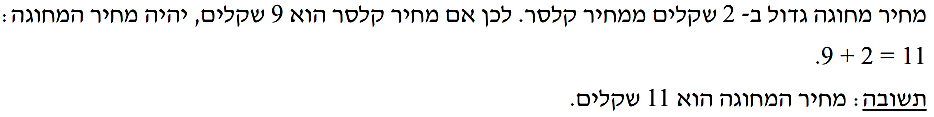 מחיר מחוגה גדול ב- 2 שקלים ממחיר קלסר. לכן אם מחיר קלסר הוא 9 שקלים, יהיה מחיר המחוגה:
9 + 2 = 11.
תשובה: מחיר המחוגה הוא 11 שקלים.